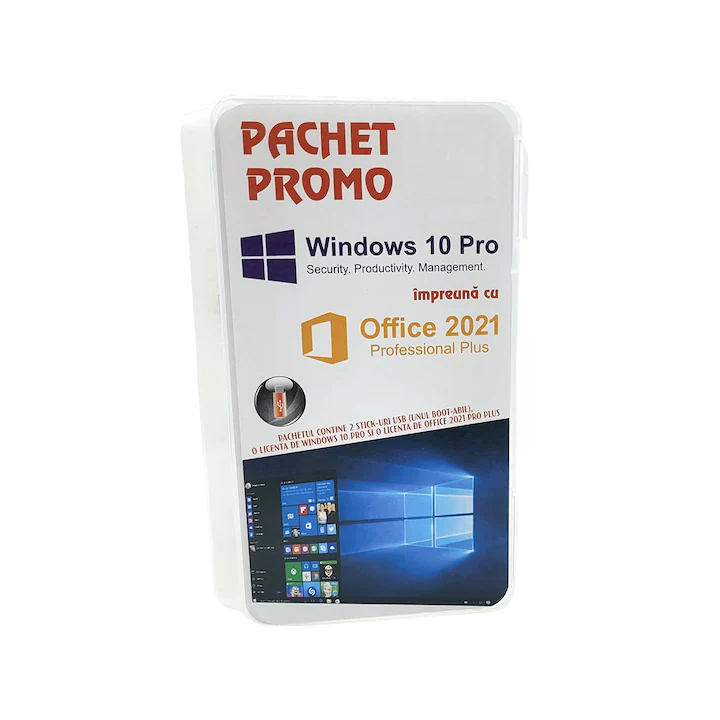 PACHET
PROMO
Windows 10 Pro
Security. Productivity. Management.
împreună cu
Office 2021
Professional Plus
PACHETUL CONTINE 2 STICK-URI USB (UNUL BOOT-ABIL),
O LICENTA DE WINDOWS 10 PRO SI O LICENTA DE OFFICE 2021 PRO PLUS